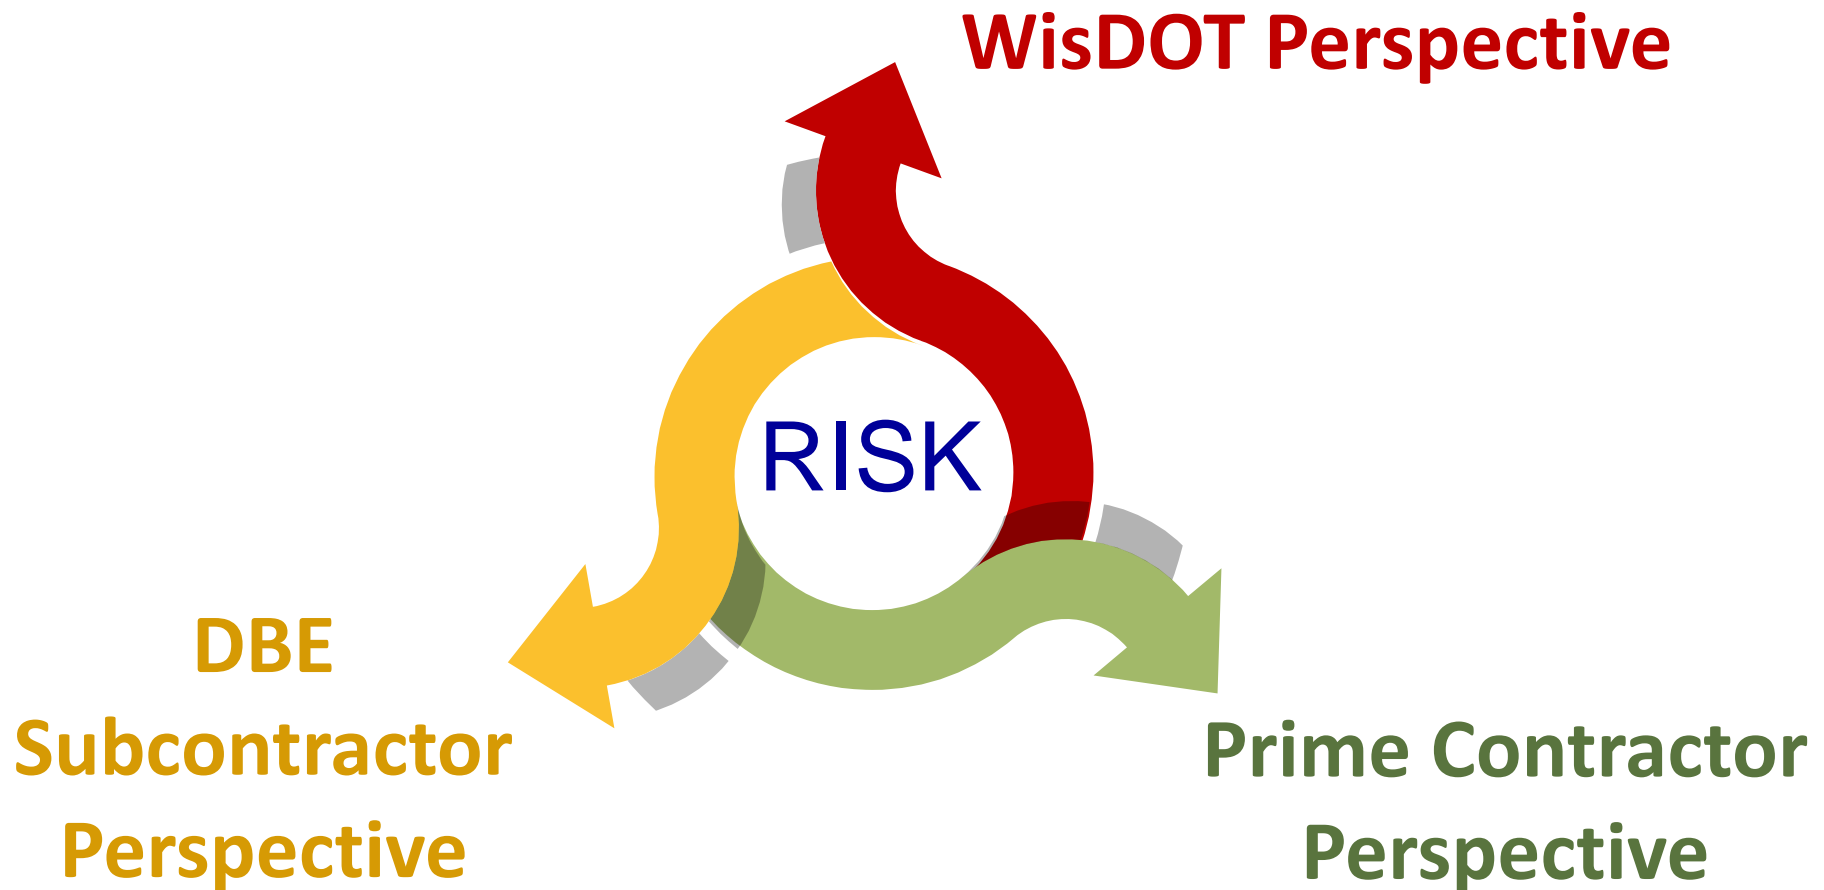 WisDOT Perspective
RISK
DBE
Subcontractor
Perspective
Prime Contractor
Perspective